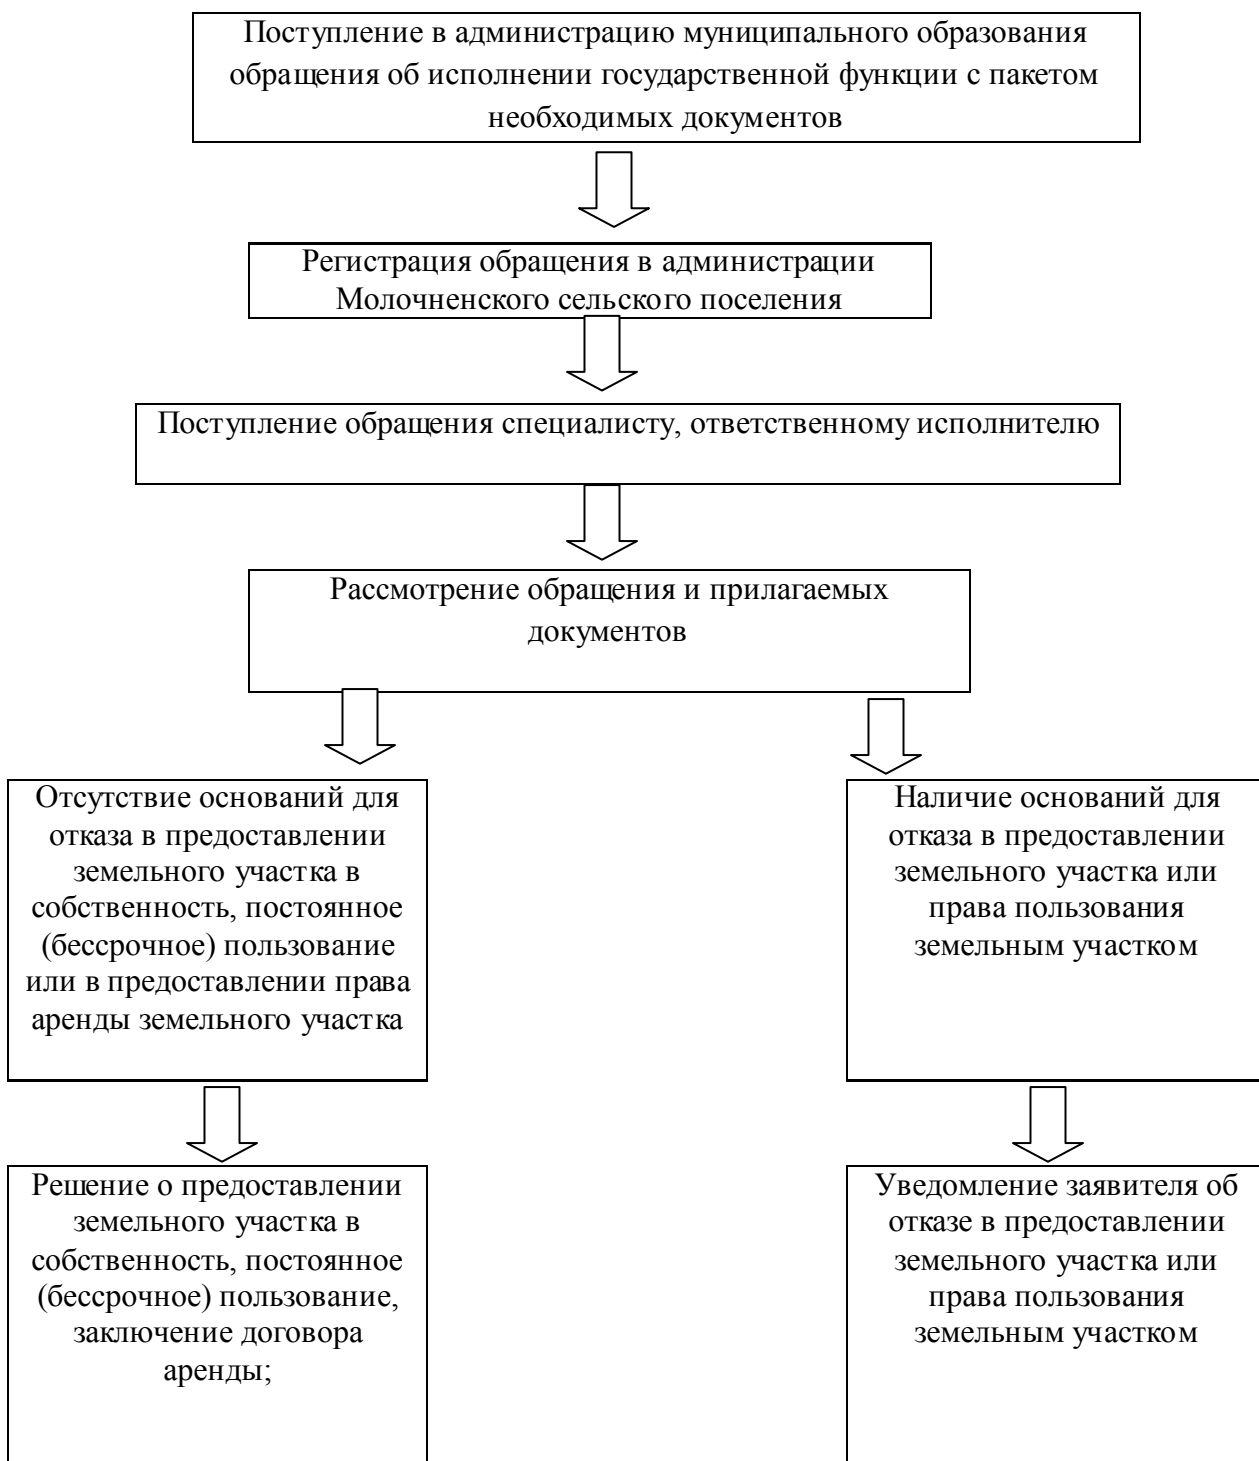 Поступление в администрацию муниципального образования
обращения об исполнении государственной функции с пакетом
необходимых документов
Регистрация обращения в администрации
Молочненского сельского поселения
Поступление обращения специалисту, ответственному исполнителю
Рассмотрение обращения и прилагаемых
документов
Отсутствие оснований для
отказа в предоставлении
земельного участка в
собственность, постоянное
(бессрочное) пользование
или в предоставлении права
аренды земельного участка
Наличие оснований для
отказа в предоставлении
земельного участка или
права пользования
земельным участком
Решение о предоставлении
земельного участка в
собственность, постоянное
(бессрочное) пользование,
заключение договора
аренды;
Уведомление заявителя об
отказе в предоставлении
земельного участка или
права пользования
земельным участком